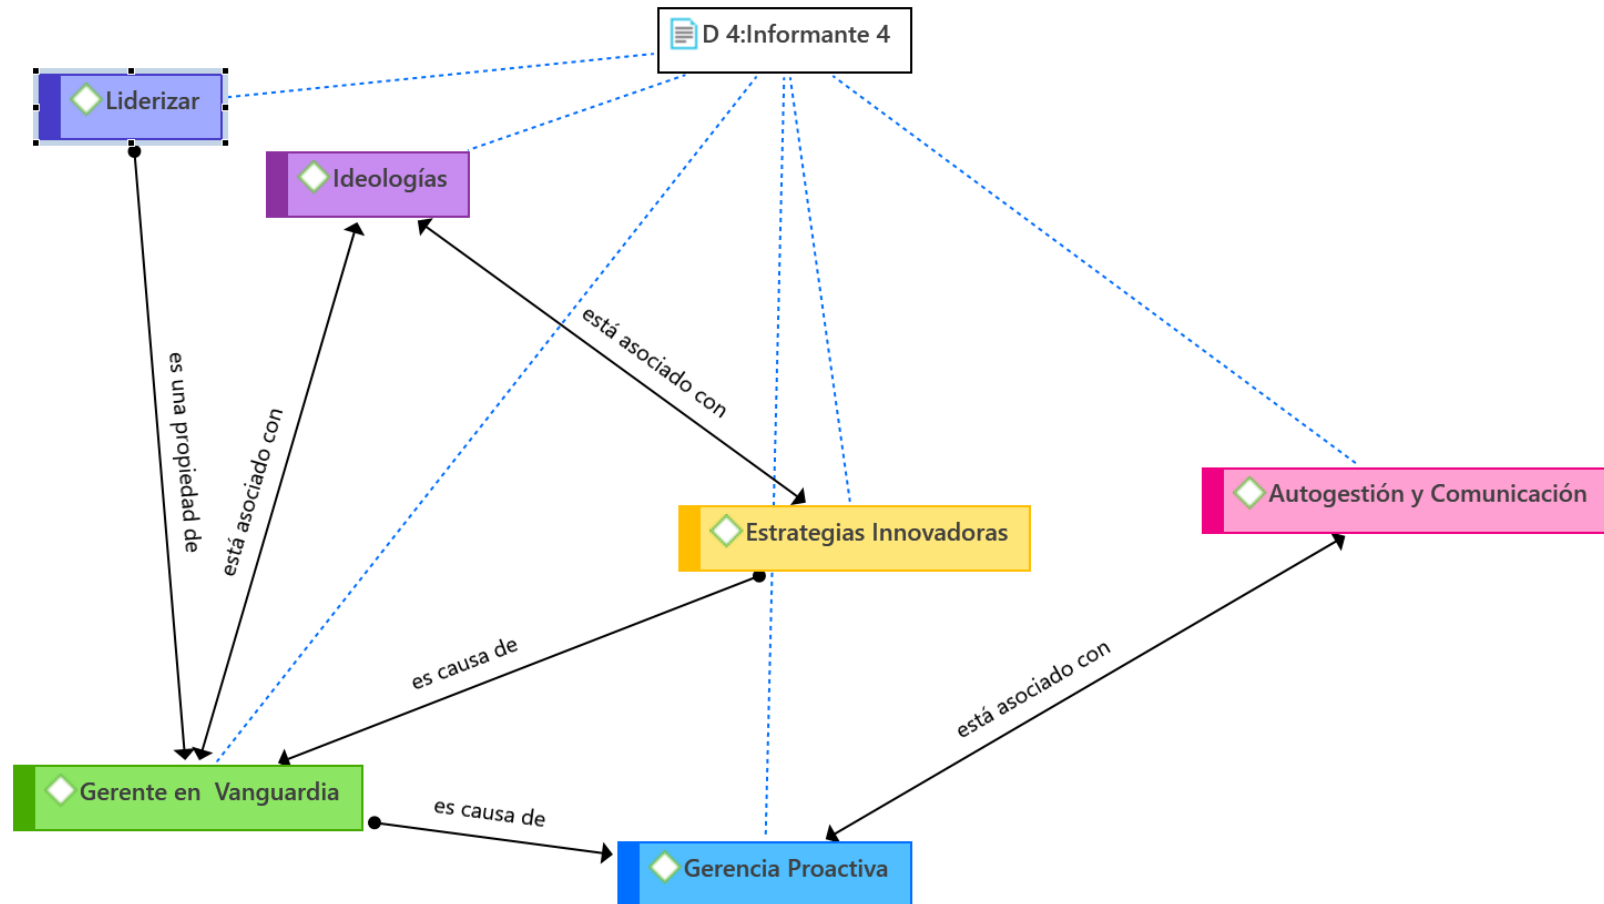 D 4:Informante 4
Liderizar
Ideologías
está asociado con
es una propiedad de
está asociado con
Autogestión y Comunicación
Estrategias Innovadoras
es causa de
está asociado con
Gerente en  Vanguardia
es causa de
Gerencia Proactiva